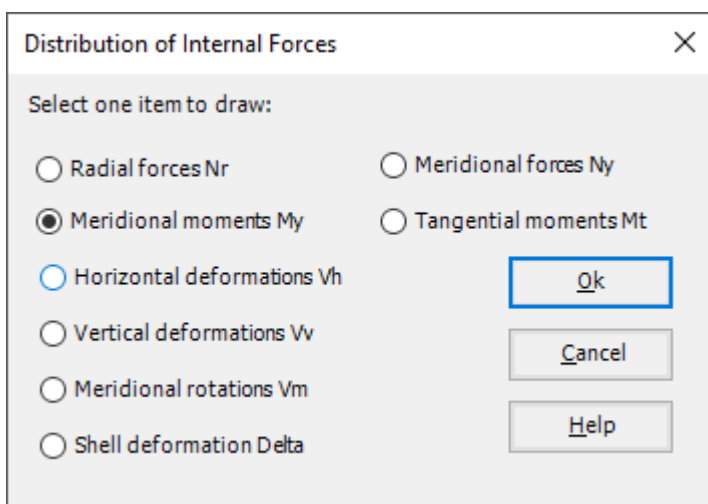 Distribution of Internal Forces
Select one item to draw:
Radial forces Nr
Meridional forces Ny
Meridional moments My
Tangential moments Mt
Horizontal deformations Vh
Ok
Vertical deformations Vv
Cancel
Meridional rotations Vm
Help
Shell deformation Delta